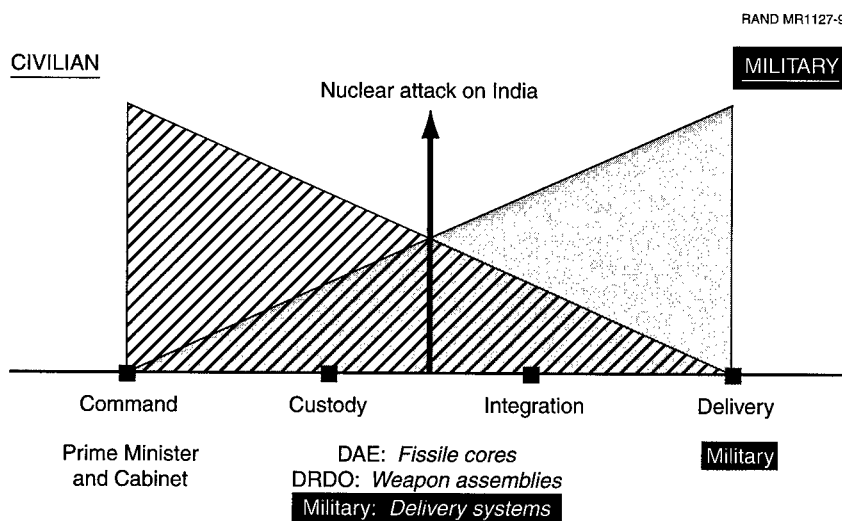 RAND MR1127-9
CIVILIAN
MILITARY
Nuclear attack on India
Command
Custody
Integration
Delivery
Prime Minister
and Cabinet
DAE: Fissile cores
DRDO: Weapon assemblies
Military: Delivery systems
Military